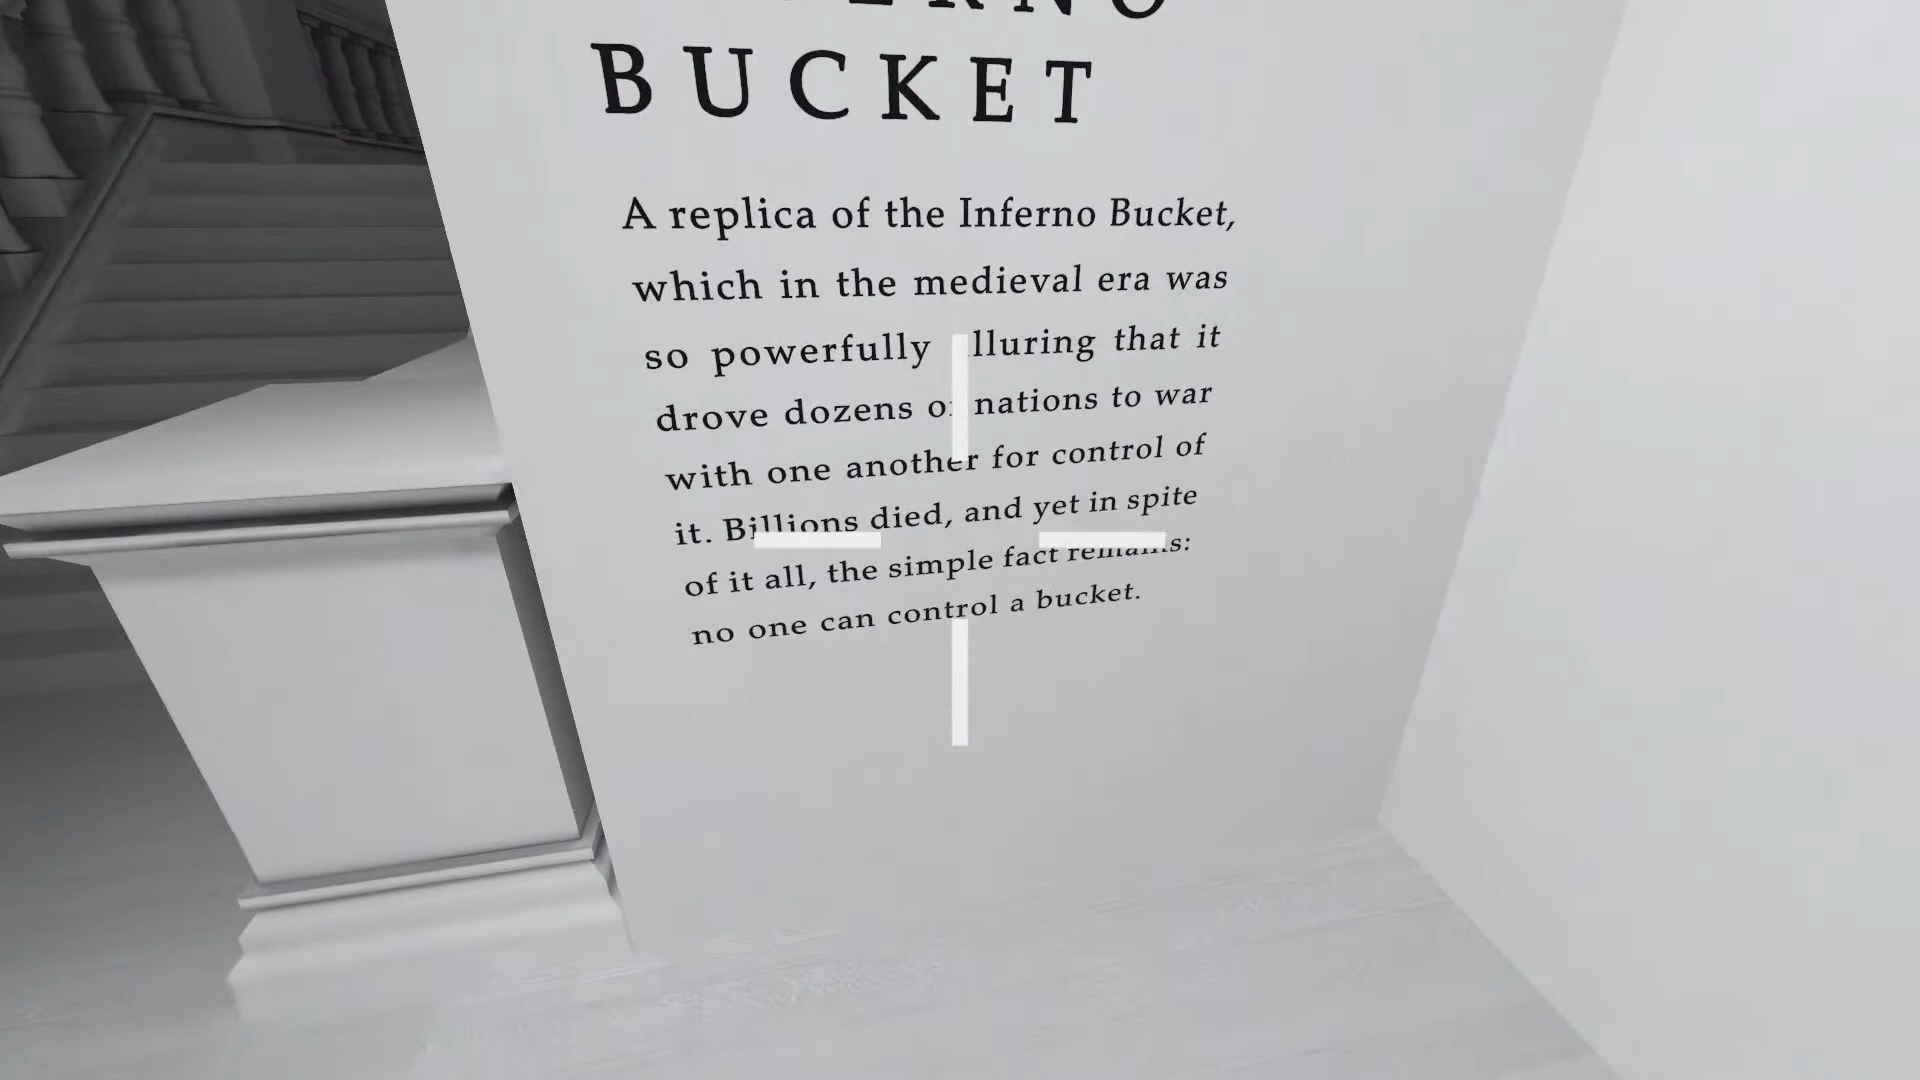 BUCKET
A replica of the Inferno Bucket,
which in the medieval era was
so powerfully that it
drove dozens nations to war
with one another for control of
it. Billions died, and yet in spite
of it all, the simple fact remains:
no one can control a bucket.